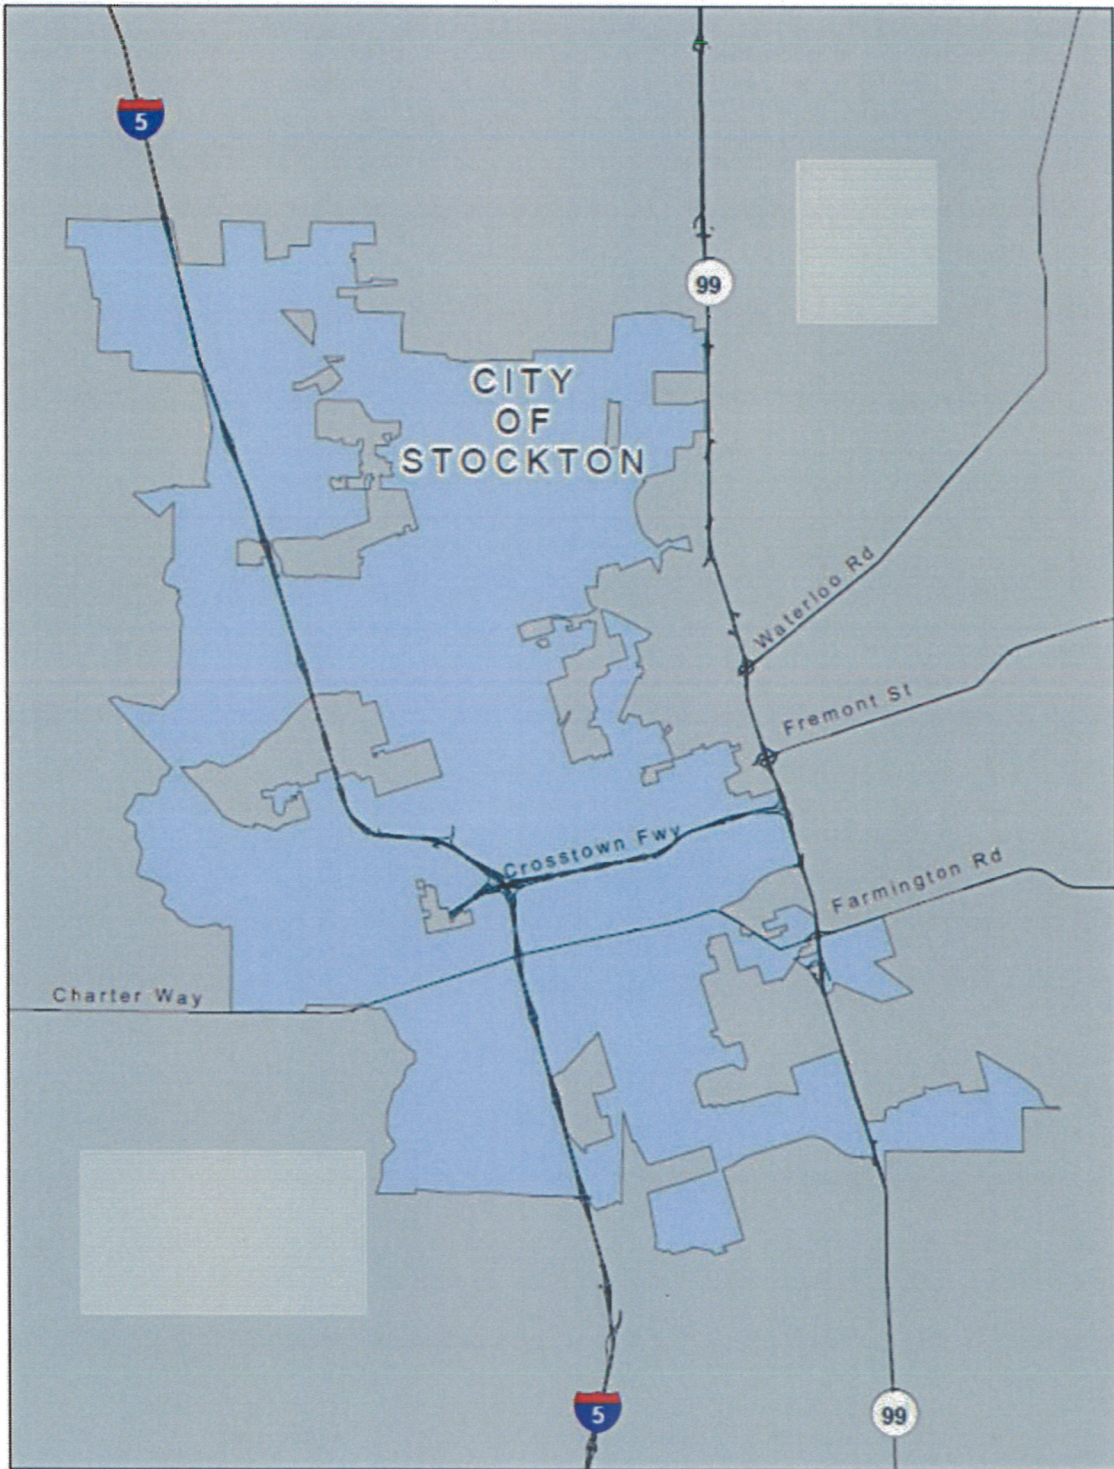 5
99
CITY
OF
STOCKTON
Waterloo Rd
Fremont St
Crosstown Fwy
Farmington Rd
Charter Way
5
99